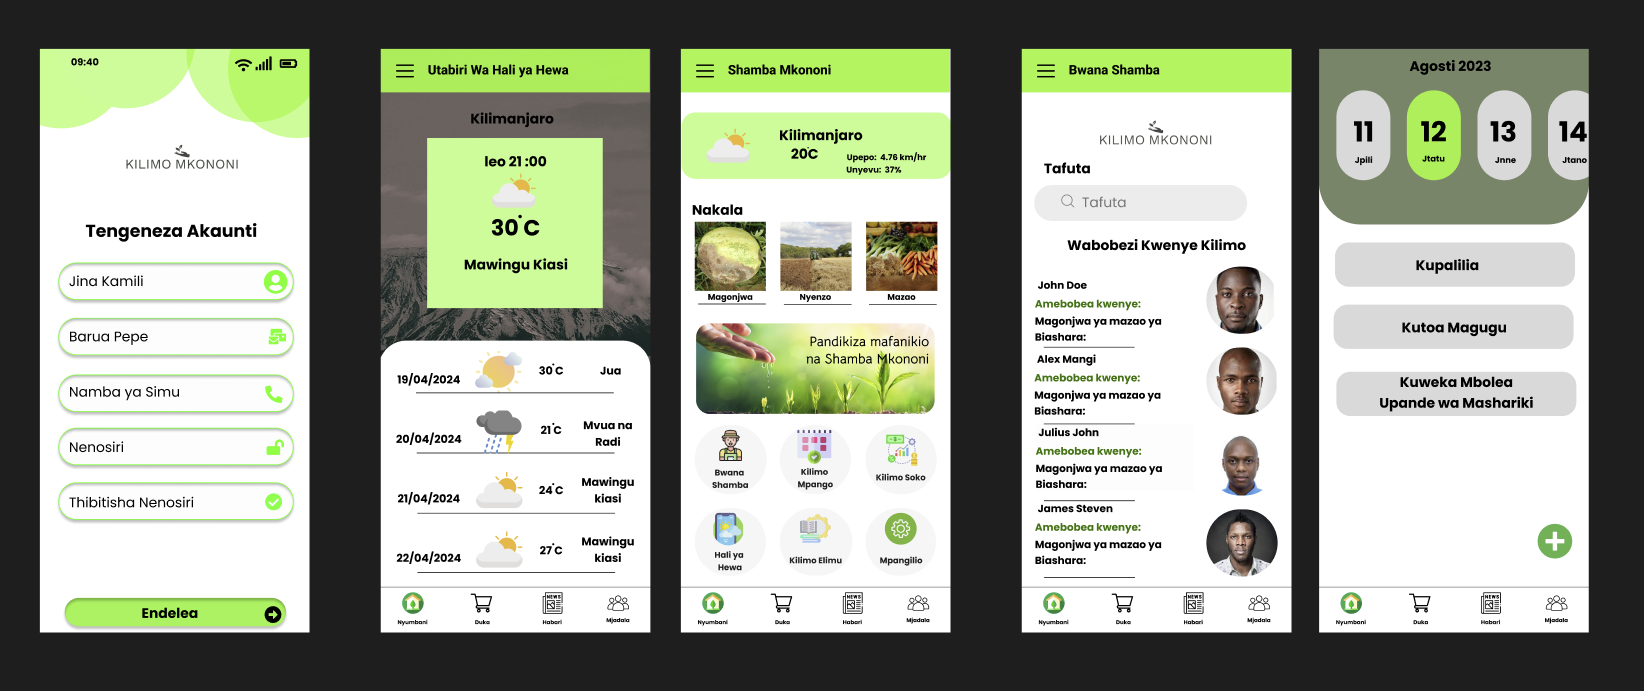 09:40
KILIMO MKONONI
Tengeneza Akaunti
Jina Kamili
Barua Pepe
Namba ya Simu
Nenosiri
Thibitisha Nenosiri
Endelea
Utabiri Wa Hali ya Hewa
Kilimanjaro
leo 21 :00
30°C
Mawingu Kiasi
19/04/2024
30°C
Jua
20/04/2024
21°C
Mvua na
Radi
21/04/2024
24°C
Mawingu
kiasi
22/04/2024
27°C
Mawingu
kiasi
Nyumbani
Duka
NEWS
Habari
Mjadala
Shamba Mkononi
Kilimanjaro
20°C
Upepo: 4.76 km/hr
Unyevu: 37%
Nakala
Magonjwa
Nyenzo
Mazao
Pandikiza mafanikio
na Shamba Mkononi
Bwana
Shamba
Kilimo
Mpango
Kilimo Soko
Hali ya
Hewa
Kilimo Elimu
Mpangilio
Nyumbani
Duka
NEWS
Habari
Mjadala
Bwana Shamba
KILIMO MKONONI
Tafuta
Tafuta
Wabobezi Kwenye Kilimo
John Doe
Amebobea kwenye:
Magonjwa ya mazao ya
Biashara:
Alex Mangi
Amebobea kwenye:
Magonjwa ya mazao ya
Biashara:
Julius John
Amebobea kwenye:
Magonjwa ya mazao ya
Biashara:
James Steven
Amebobea kwenye:
Magonjwa ya mazao ya
Biashara:
Nyumbani
Duka
NEWS
Habari
Mjadala
Agosti 2023
11
Jpili
12
Jtatu
13
Jnne
14
Jtano
Kupalilia
Kutoa Magugu
Kuweka Mbolea
Upande wa Mashariki
Nyumbani
Duka
NEWS
Habari
Mjadala